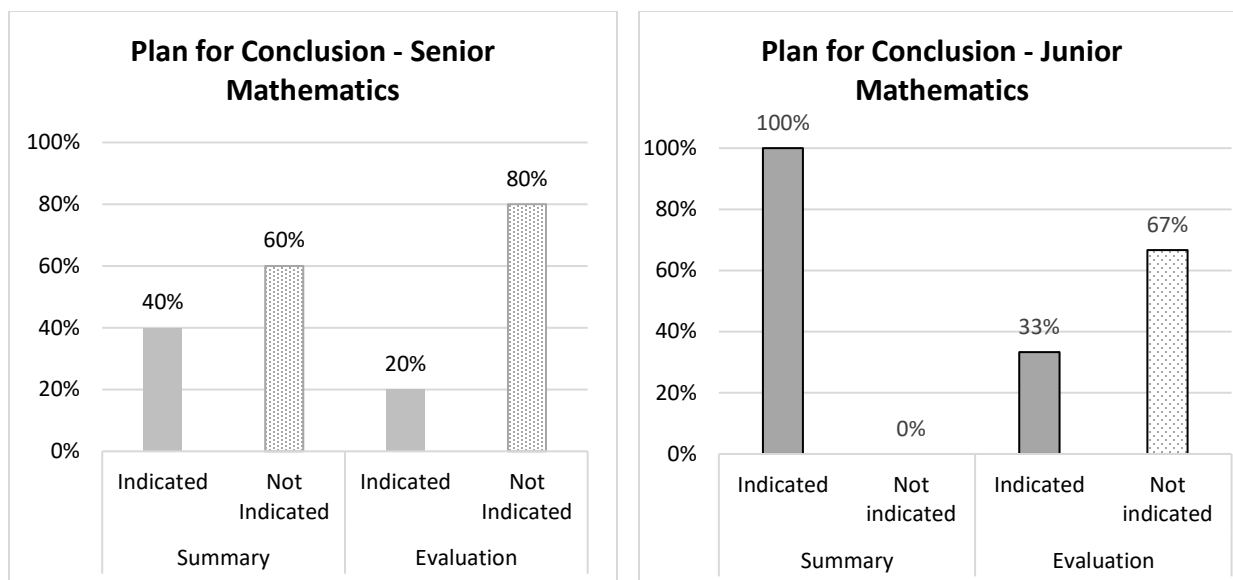 Plan for Conclusion - Senior
Mathematics
100%
80%
60%
40%
20%
0%
40%
60%
20%
80%
Indicated
Not
Indicated
Indicated
Not
Indicated
Summary
Evaluation
Plan for Conclusion - Junior
Mathematics
100%
80%
60%
40%
20%
0%
100%
0%
33%
67%
Indicated
Not
indicated
Indicated
Not
indicated
Summary
Evaluation